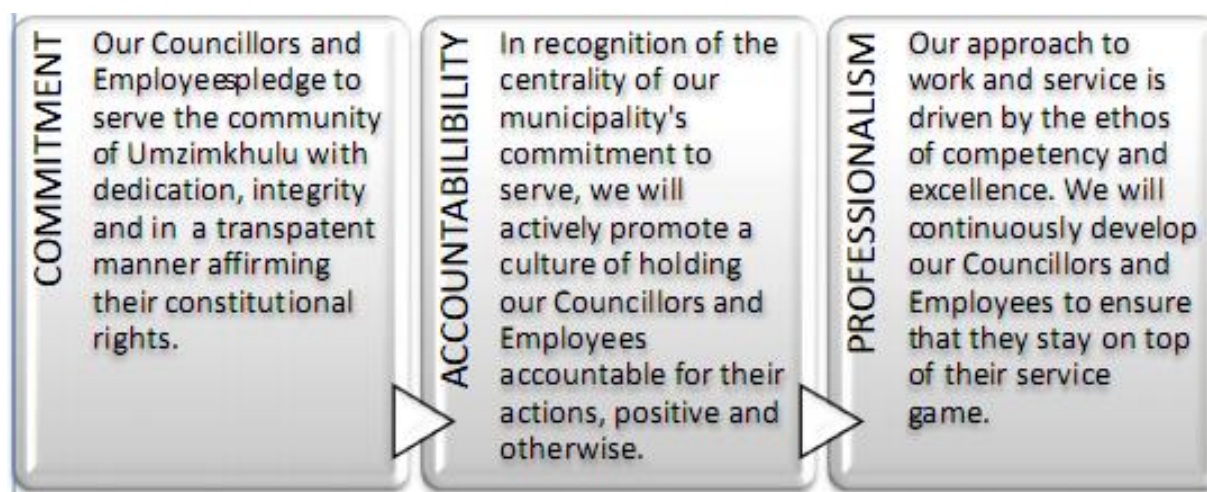 COMMITMENT
Our Councillors and
Employeespledge to
serve the community
of Umzimkhulu with
dedication, integrity
and in a transpatent
manner affirming
their constitutional
rights.
ACCOUNTABILIBILITY
In recognition of the
centrality of our
municipality's
commitment to
serve, we will
actively promote a
culture of holding
our Councillors and
Employees
accountable for their
actions, positive and
otherwise.
PROFESSIONALISM
Our approach to
work and service is
driven by the ethos
of competency and
excellence. We will
continuously develop
our Councillors and
Employees to ensure
that they stay on top
of their service
game.